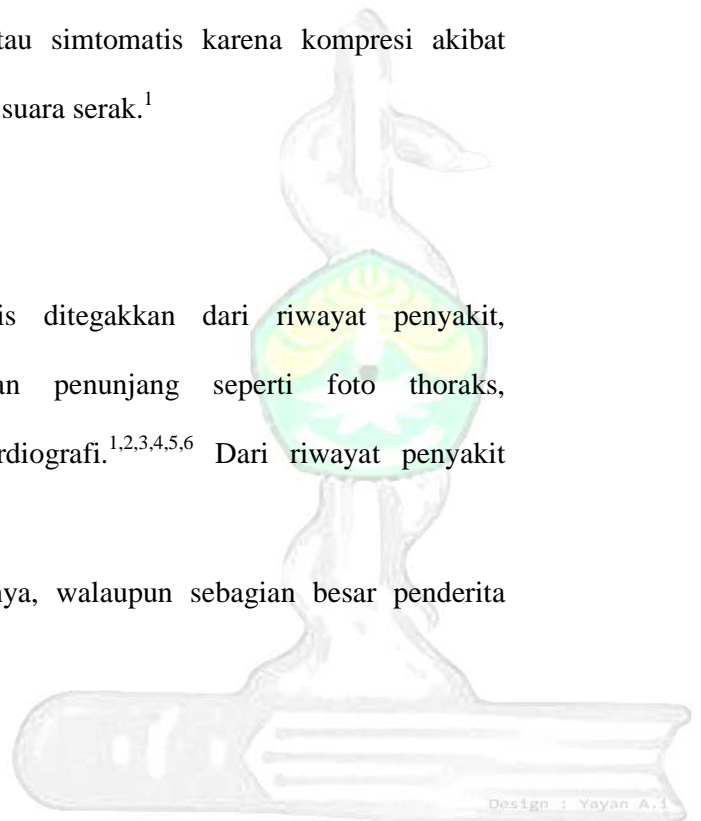 tau simtomatis karena kompresi akibat
suara serak.1
is ditegakkan dari riwayat penyakit,
an penunjang seperti foto thoraks,
rdiografi.1,2,3,4,5,6 Dari riwayat penyakit
nya, walaupun sebagian besar penderita
Design : Yayan A.i